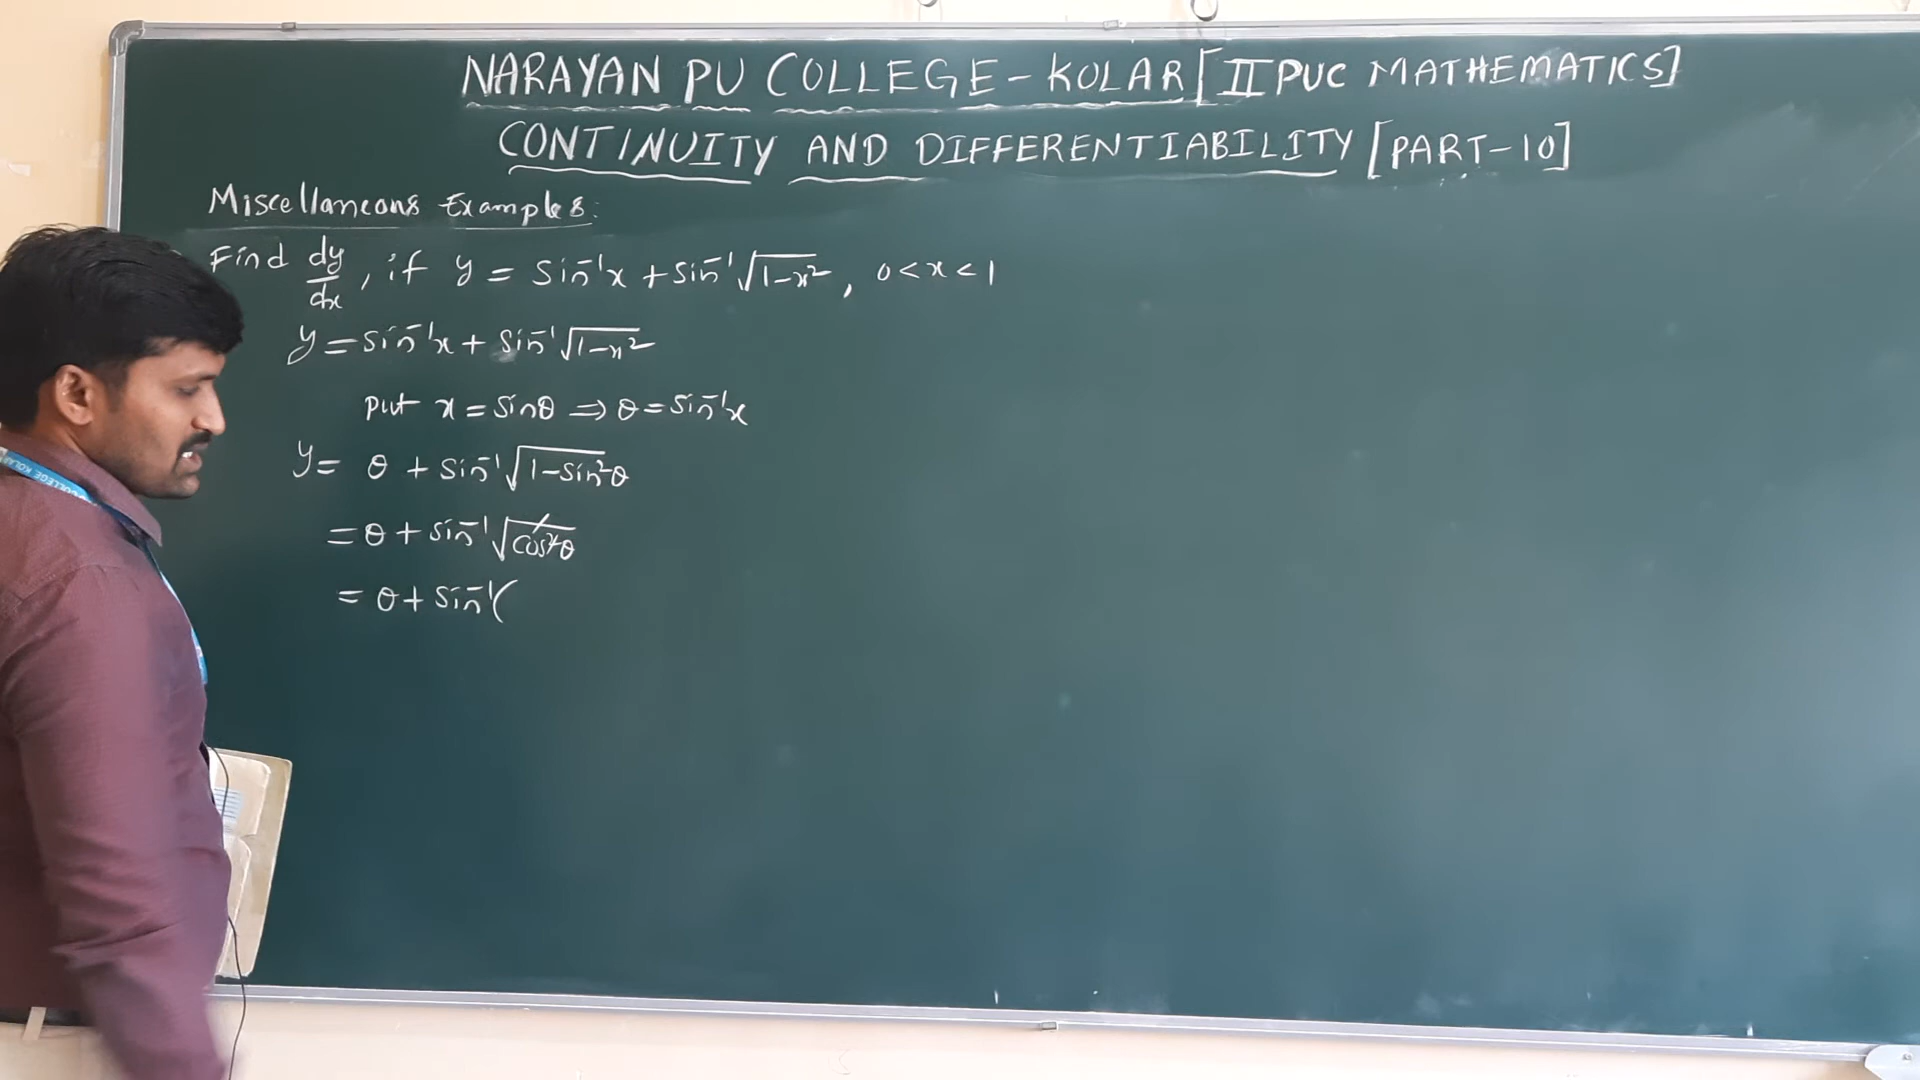 NARAYAN PU COLLEGE - KOLAR [II PUC MATHEMATICS]
CONTINUITY AND DIFFERENTIABILITY [PART-10]
Miscellaneous Examples:
Find dy/dx, if y = Sin⁻¹x + Sin⁻¹√(1-x²), 0<x<1
y = Sin⁻¹x + Sin⁻¹√(1-x²)
put x = Sinθ ⇒ θ = Sin⁻¹x
y = θ + Sin⁻¹√(1-Sin²θ)
= θ + Sin⁻¹√(Cos²θ)
= θ + Sin⁻¹(
COLLEGE KOLAR